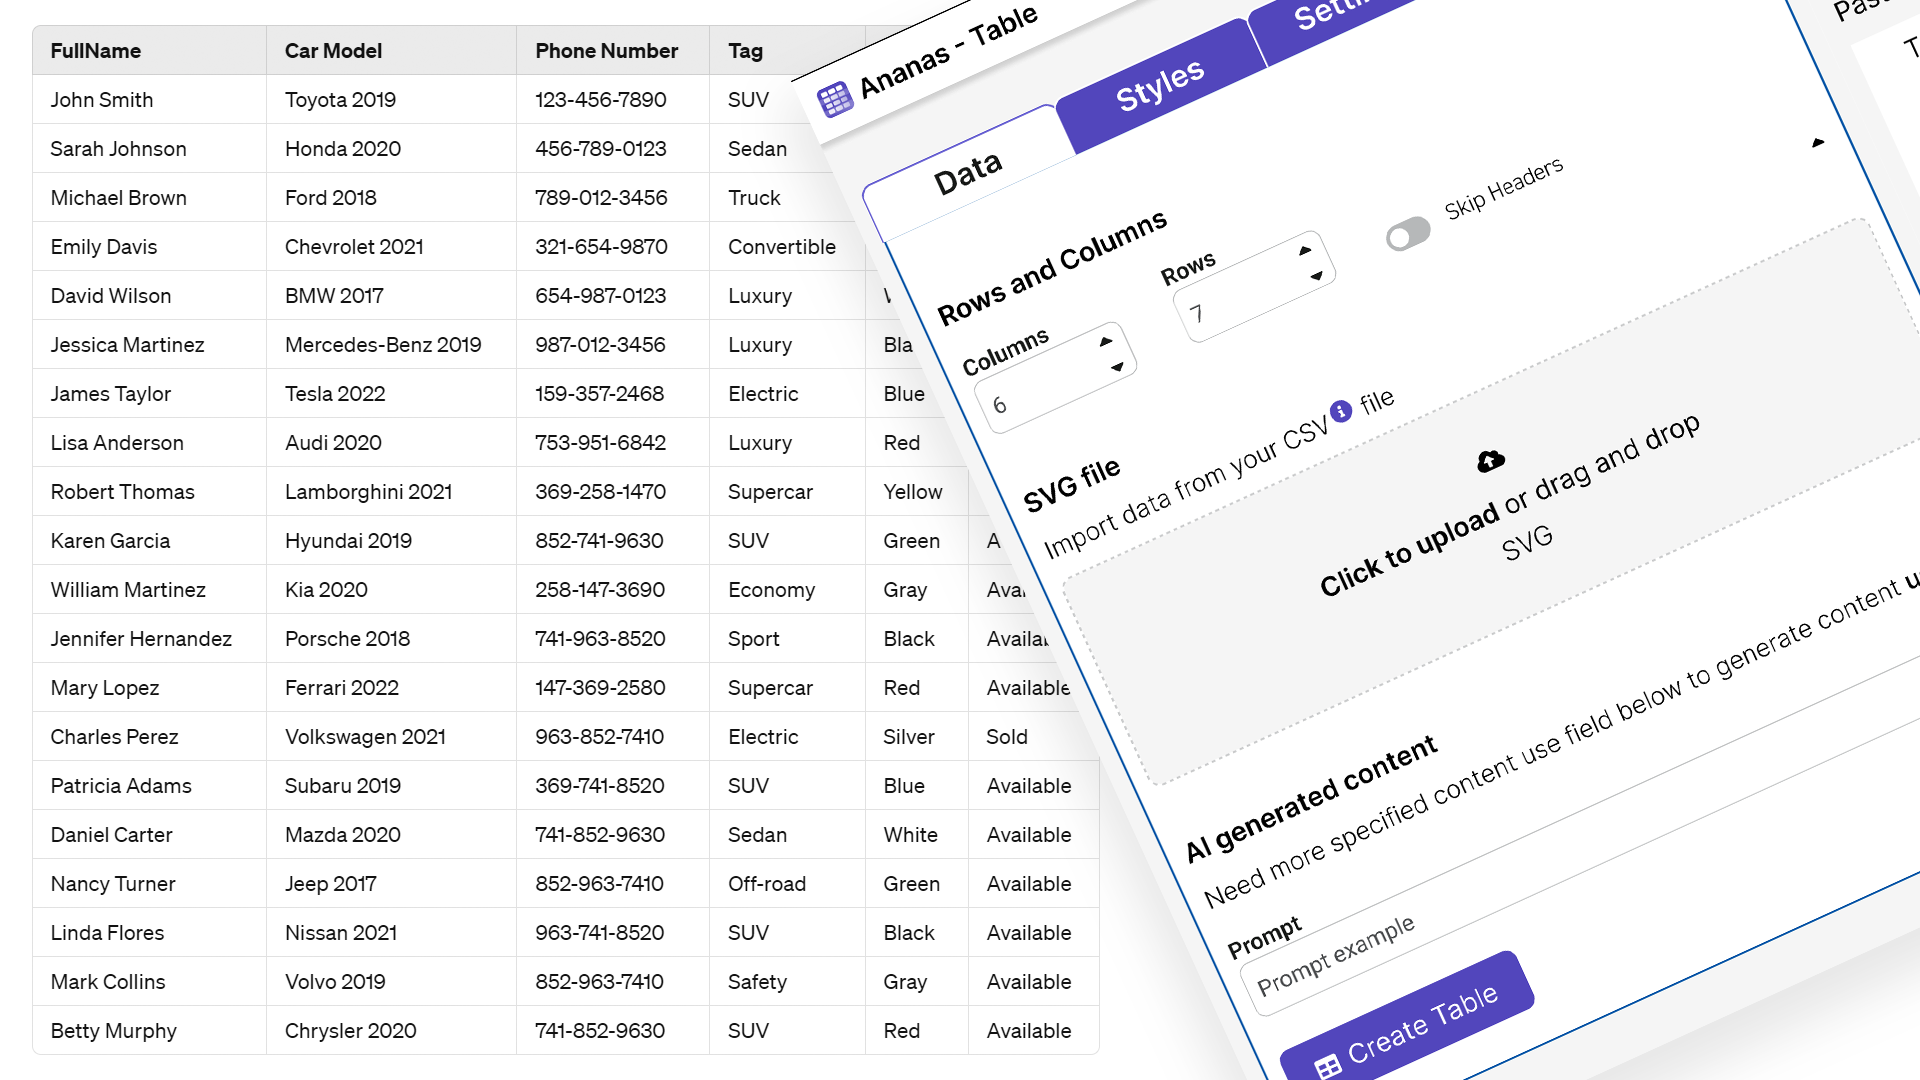 FullName Car Model Phone Number Tag
John Smith Toyota 2019 123-456-7890 SUV
Sarah Johnson Honda 2020 456-789-0123 Sedan
Michael Brown Ford 2018 789-012-3456 Truck
Emily Davis Chevrolet 2021 321-654-9870 Convertible
David Wilson BMW 2017 654-987-0123 Luxury
Jessica Martinez Mercedes-Benz 2019 987-012-3456 Luxury Bla
James Taylor Tesla 2022 159-357-2468 Electric Blue
Lisa Anderson Audi 2020 753-951-6842 Luxury Red
Robert Thomas Lamborghini 2021 369-258-1470 Supercar Yellow
Karen Garcia Hyundai 2019 852-741-9630 SUV Green A
William Martinez Kia 2020 258-147-3690 Economy Gray Ava
Jennifer Hernandez Porsche 2018 741-963-8520 Sport Black Availa
Mary Lopez Ferrari 2022 147-369-2580 Supercar Red Available
Charles Perez Volkswagen 2021 963-852-7410 Electric Silver Sold
Patricia Adams Subaru 2019 369-741-8520 SUV Blue Available
Daniel Carter Mazda 2020 741-852-9630 Sedan White Available
Nancy Turner Jeep 2017 852-963-7410 Off-road Green Available
Linda Flores Nissan 2021 963-741-8520 SUV Black Available
Mark Collins Volvo 2019 852-963-7410 Safety Gray Available
Betty Murphy Chrysler 2020 741-852-9630 SUV Red Available
Ananas - Table
Data Styles
Rows and Columns
Columns Rows Skip Headers
6 7
SVG file
Import data from your CSV file
Click to upload or drag and drop
SVG
AI generated content
Need more specified content use field below to generate content
Prompt
Prompt example
Create Table